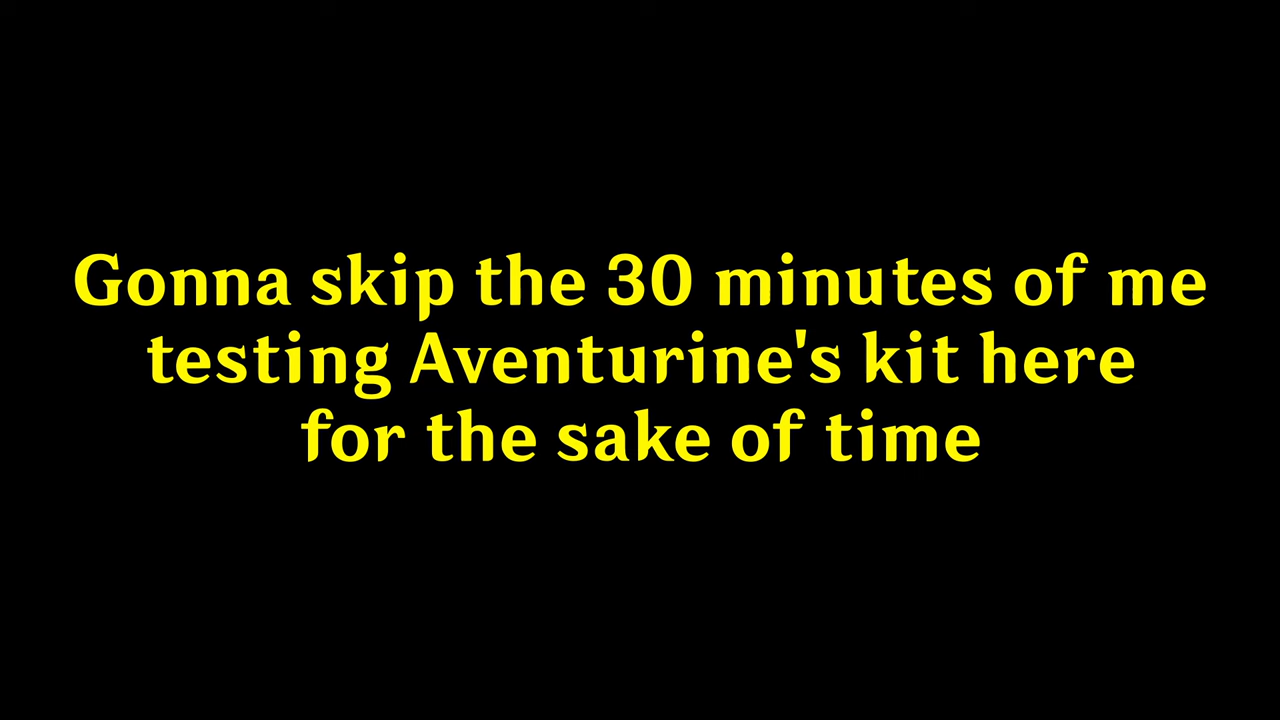 Gonna skip the 30 minutes of me
testing Aventurine's kit here
for the sake of time